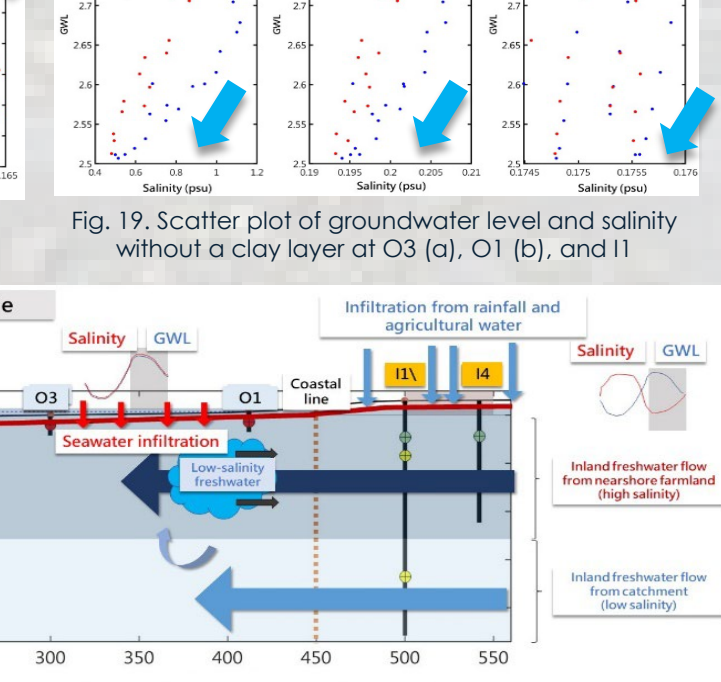 2.7 2.7 2.7
GWL GWL GWL
2.65 2.65 2.65
2.6 2.6 2.6
2.55 2.55 2.55
2.5 2.5 2.5
.165 0.4 0.6 0.8 1 1.2 0.19 0.195 0.2 0.205 0.21 0.1745 0.175 0.1755 0.176
Salinity (psu) Salinity (psu) Salinity (psu)
Fig. 19. Scatter plot of groundwater level and salinity
without a clay layer at O3 (a), O1 (b), and I1
e
Infiltration from rainfall and
agricultural water
Salinity GWL
Salinity GWL
O3 O1
Coastal
line
I1\ I4
Seawater infiltration
Low-salinity
freshwater
Inland freshwater flow
from nearshore farmland
(high salinity)
Inland freshwater flow
from catchment
(low salinity)
300 350 400 450 500 550